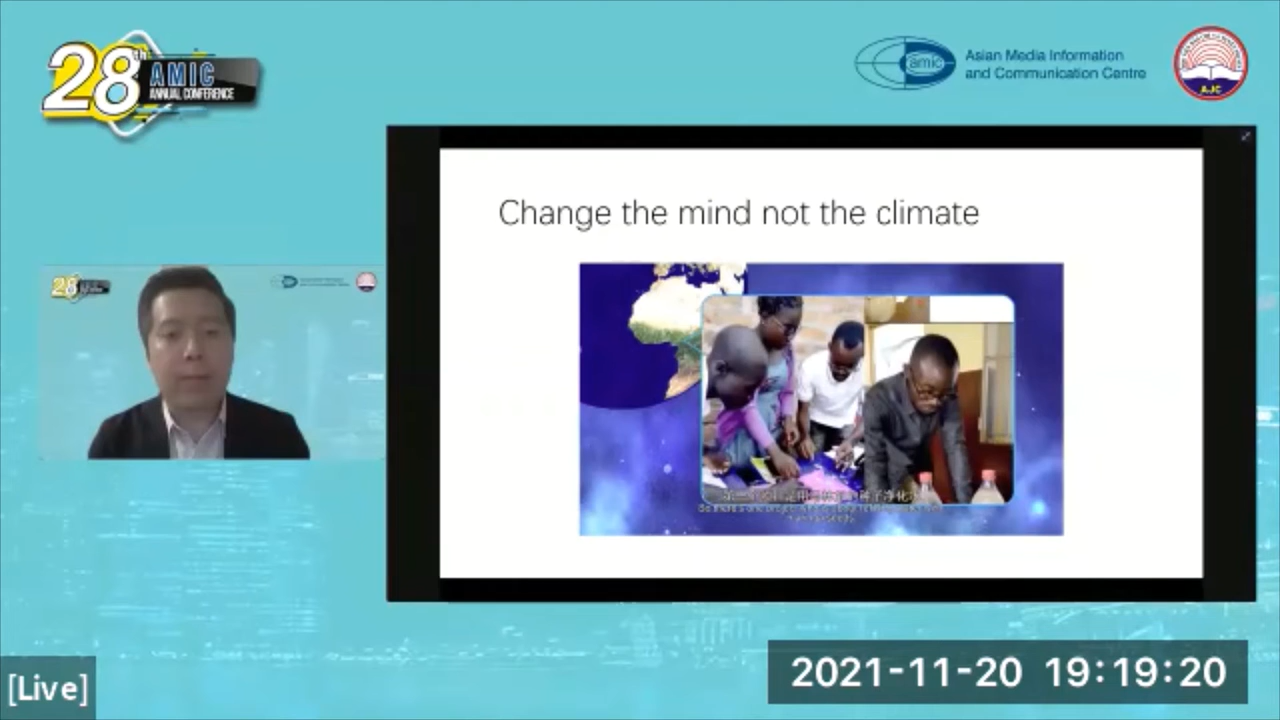 28th
AMIC
ANNUAL CONFERENCE
amic
Asian Media Information
and Communication Centre
AJC
Change the mind not the climate
28
[Live]
2021-11-20 19:19:20